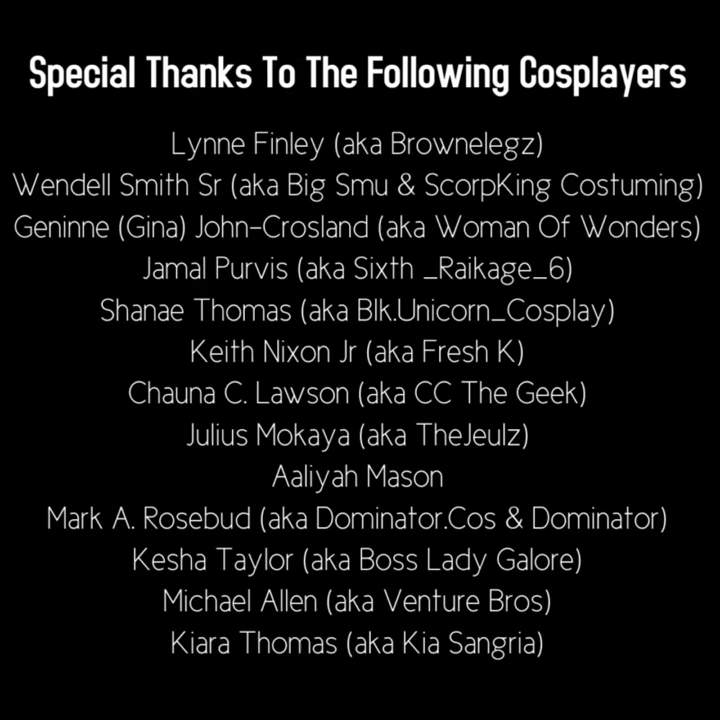 Special Thanks To The Following Cosplayers
Lynne Finley (aka Brownelegz)
Wendell Smith Sr (aka Big Smu & ScorpKing Costuming)
Geninne (Gina) John-Crosland (aka Woman Of Wonders)
Jamal Purvis (aka Sixth _Raikage_6)
Shanae Thomas (aka Blk.Unicorn_Cosplay)
Keith Nixon Jr (aka Fresh K)
Chauna C. Lawson (aka CC The Geek)
Julius Mokaya (aka TheJeulz)
Aaliyah Mason
Mark A. Rosebud (aka Dominator.Cos & Dominator)
Kesha Taylor (aka Boss Lady Galore)
Michael Allen (aka Venture Bros)
Kiara Thomas (aka Kia Sangria)